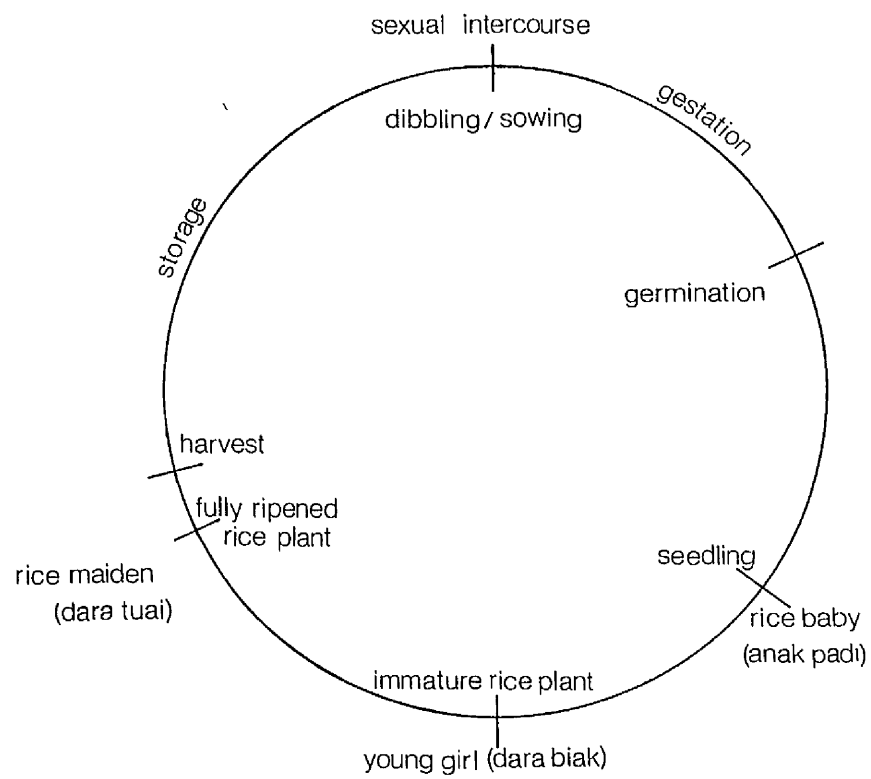 sexual intercourse
dibbling/ sowing
gestation
storage
germination
harvest
fully ripened
rice plant
seedling
rice maiden
(dara tuai)
rice baby
(anak padi)
immature rice plant
young girl (dara biak)